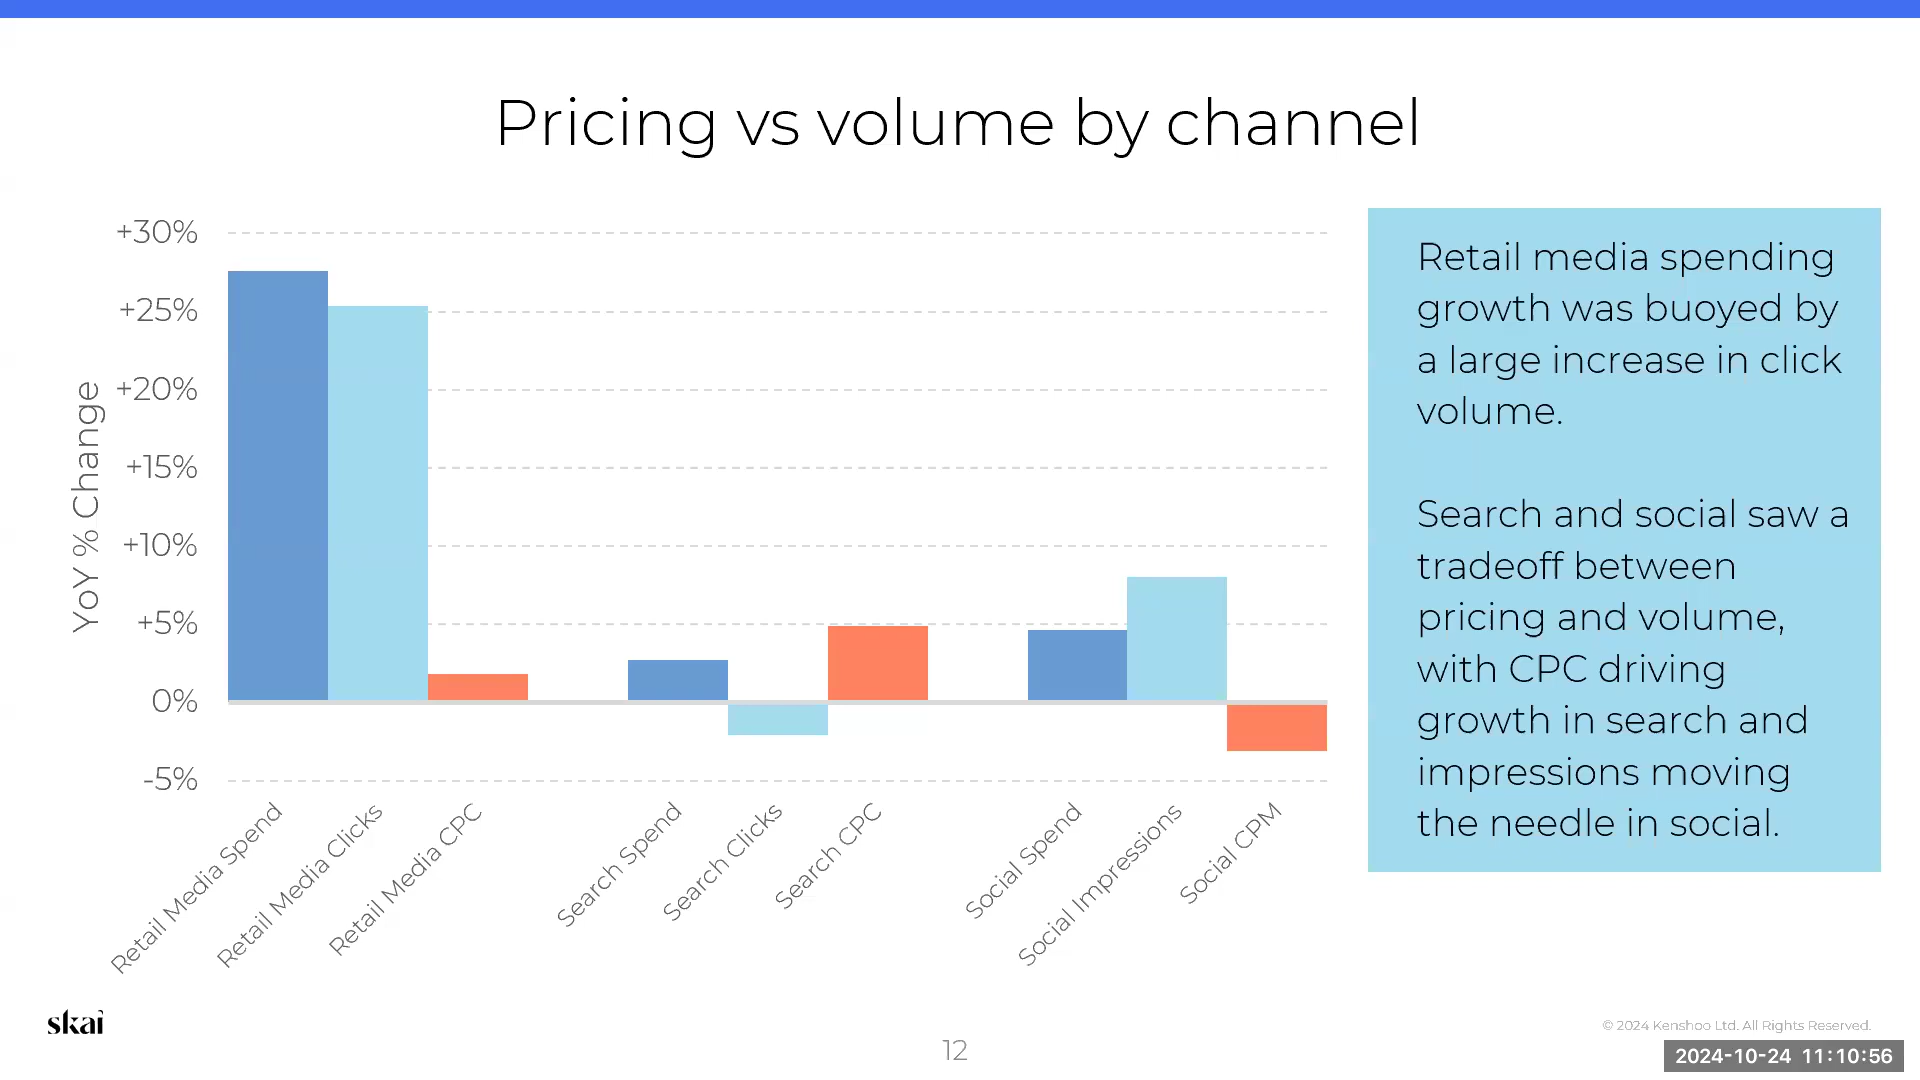 Pricing vs volume by channel
YoY % Change
+30%
+25%
+20%
+15%
+10%
+5%
0%
-5%
Retail Media Spend
Retail Media Clicks
Retail Media CPC
Search Spend
Search Clicks
Search CPC
Social Spend
Social Impressions
Social CPM
Retail media spending
growth was buoyed by
a large increase in click
volume.
Search and social saw a
tradeoff between
pricing and volume,
with CPC driving
growth in search and
impressions moving
the needle in social.
skai
12
© 2024 Kenshoo Ltd. All Rights Reserved.
2024-10-24 11:10:56